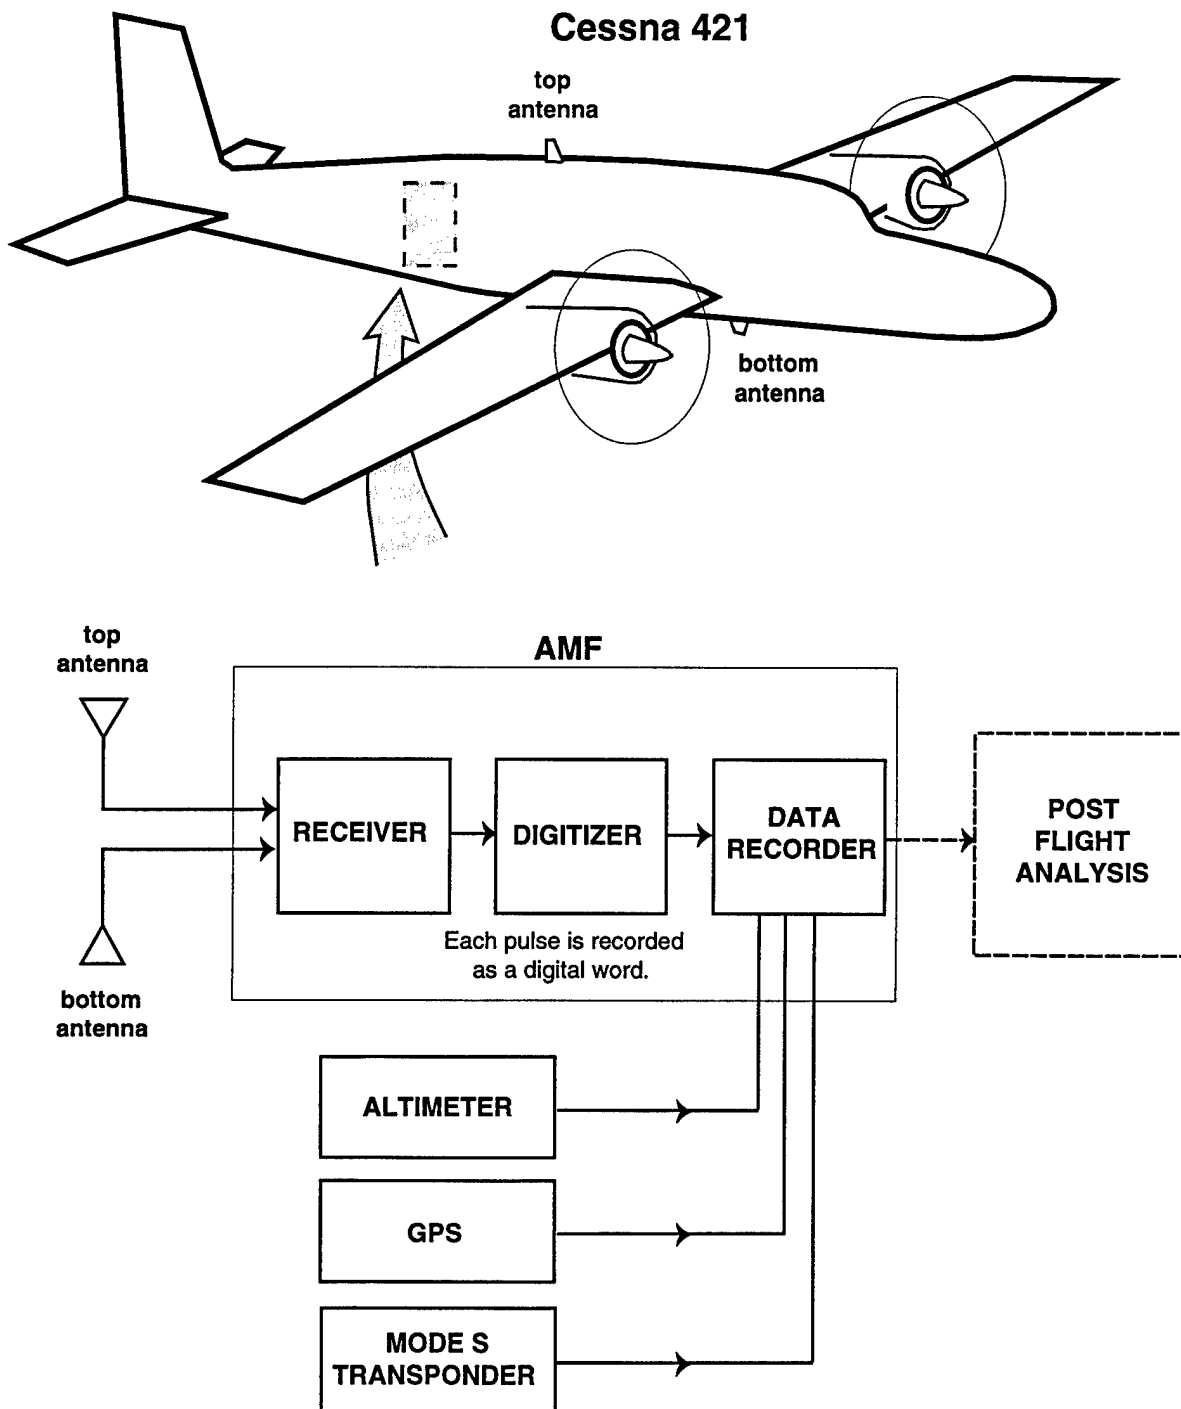 Cessna 421
top
antenna
bottom
antenna
top
antenna
AMF
RECEIVER
DIGITIZER
DATA
RECORDER
POST
FLIGHT
ANALYSIS
Each pulse is recorded
as a digital word.
bottom
antenna
ALTIMETER
GPS
MODE S
TRANSPONDER